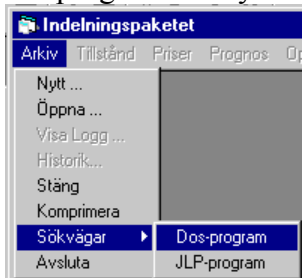 Indelningspaketet
Arkiv Tillstånd Priser Prognos
Nytt ...
Öppna ...
Visa Logg ...
Historik...
Stäng
Komprimera
Sökvägar Dos-program
Avsluta JLP-program